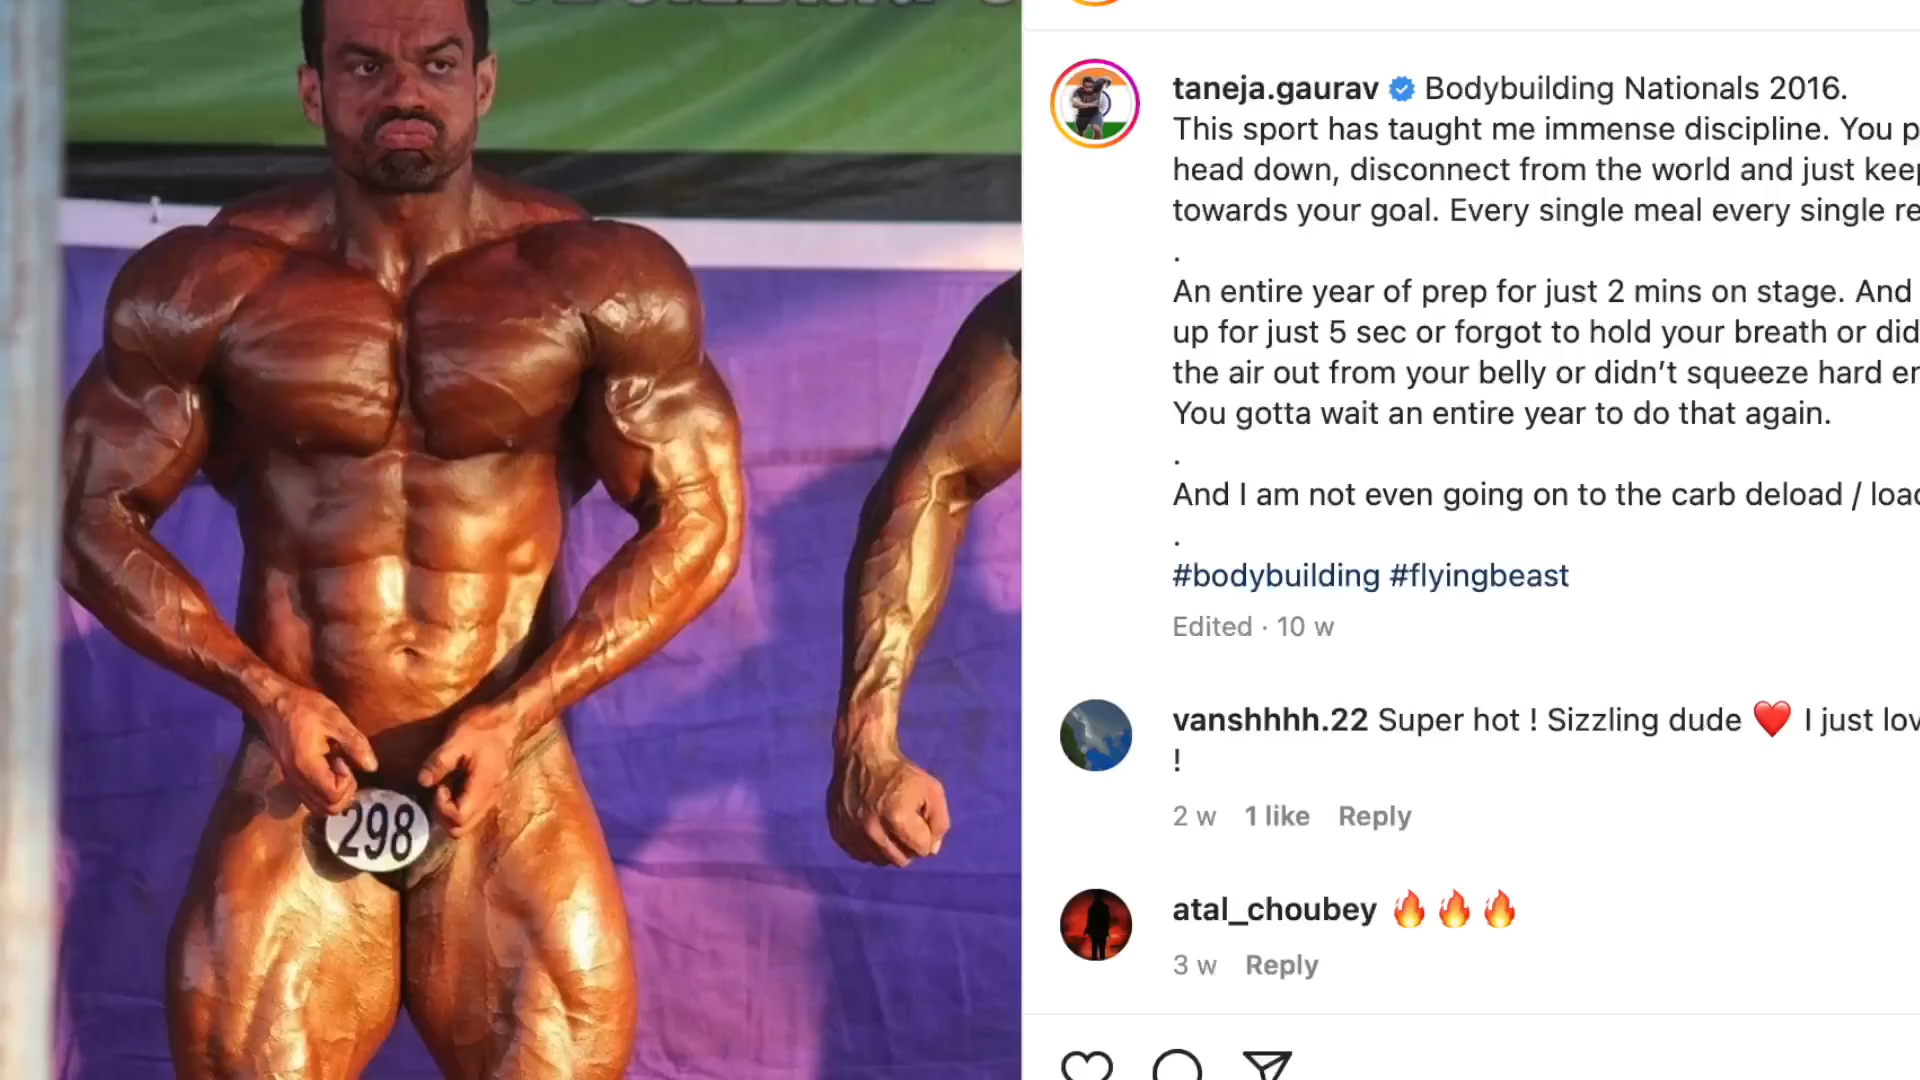 298
taneja.gaurav Bodybuilding Nationals 2016.
This sport has taught me immense discipline. You p
head down, disconnect from the world and just keep
towards your goal. Every single meal every single re
.
An entire year of prep for just 2 mins on stage. And
up for just 5 sec or forgot to hold your breath or did
the air out from your belly or didn’t squeeze hard er
You gotta wait an entire year to do that again.
.
And I am not even going on to the carb deload / load
.
#bodybuilding #flyingbeast
Edited · 10 w
vanshhhh.22 Super hot ! Sizzling dude ❤️ I just lov
!
2 w 1 like Reply
atal_choubey 🔥🔥🔥
3 w Reply